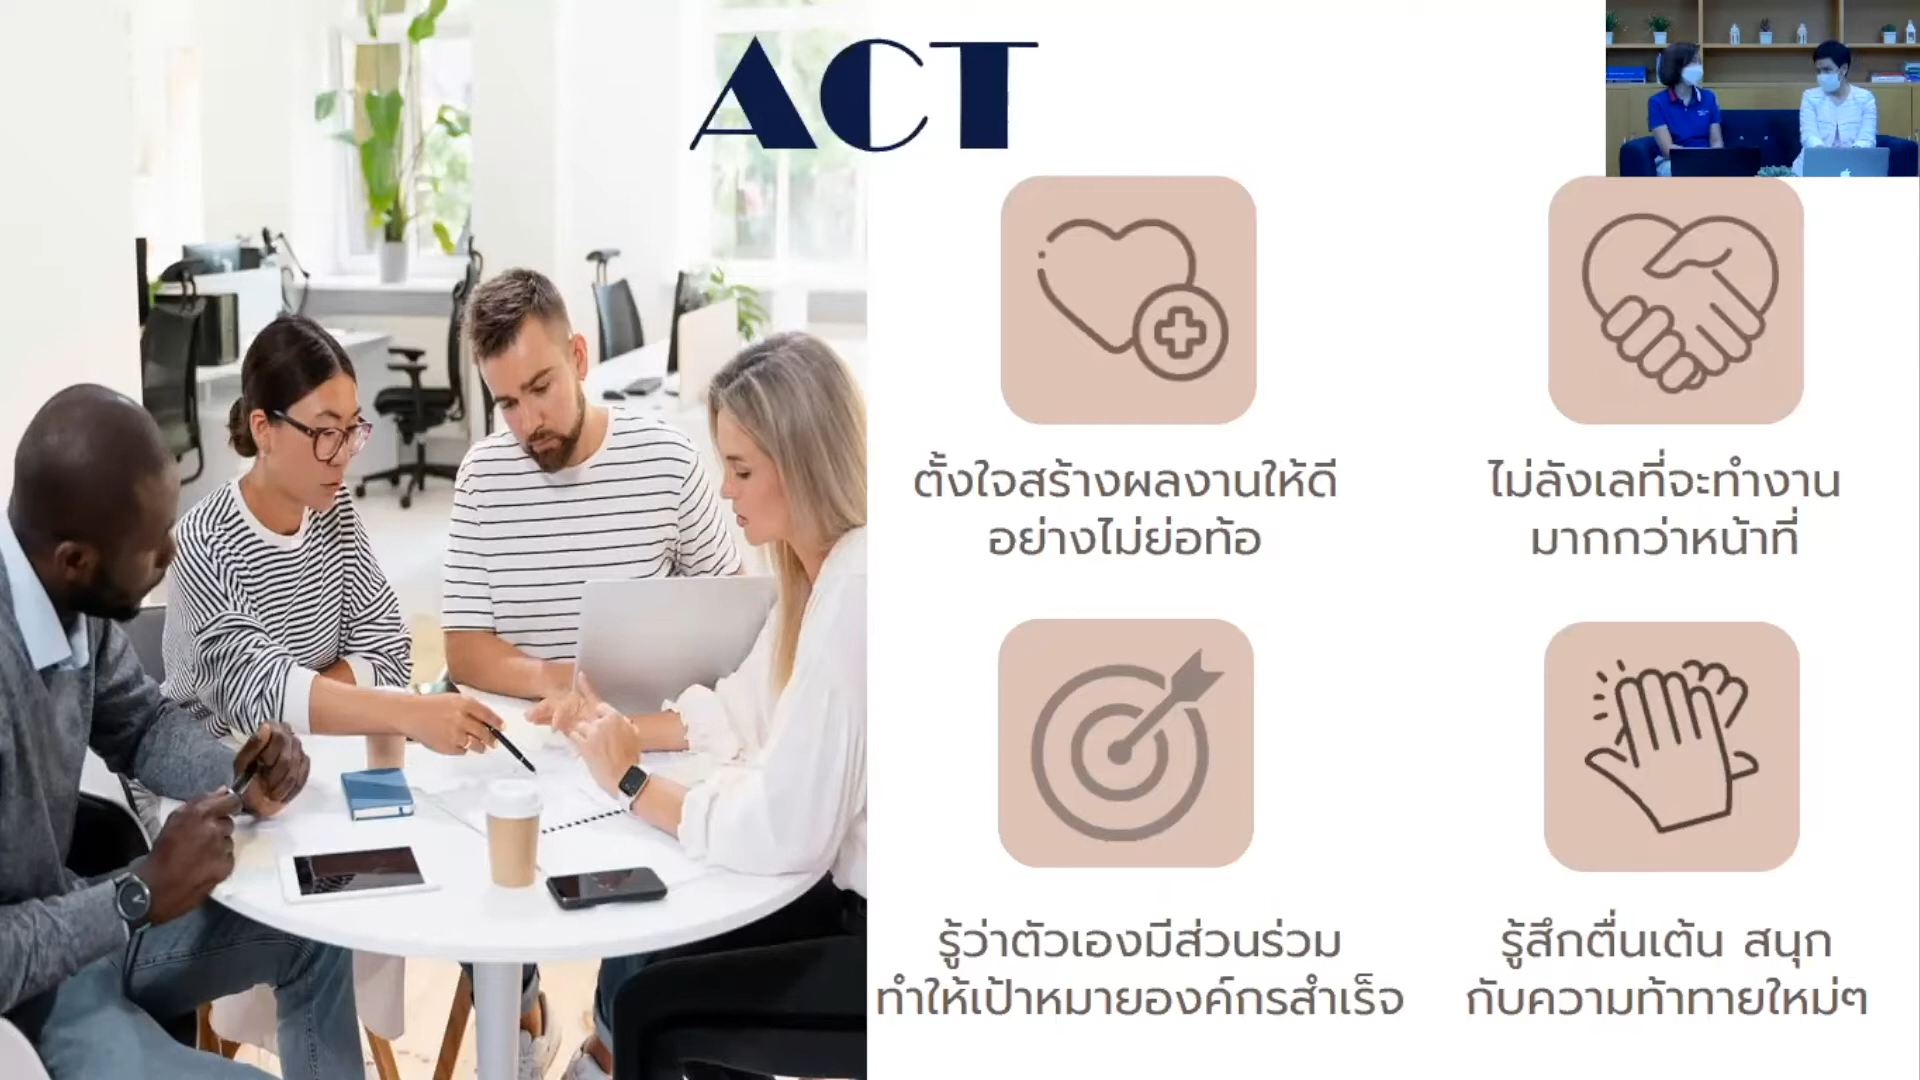 ACT
ตั้งใจสร้างผลงานให้ดี
อย่างไม่ย่อท้อ
ไม่ลังเลที่จะทำงาน
มากกว่าหน้าที่
รู้ว่าตัวเองมีส่วนร่วม
ทำให้เป้าหมายองค์กรสำเร็จ
รู้สึกตื่นเต้น สนุก
กับความท้าทายใหม่ๆ